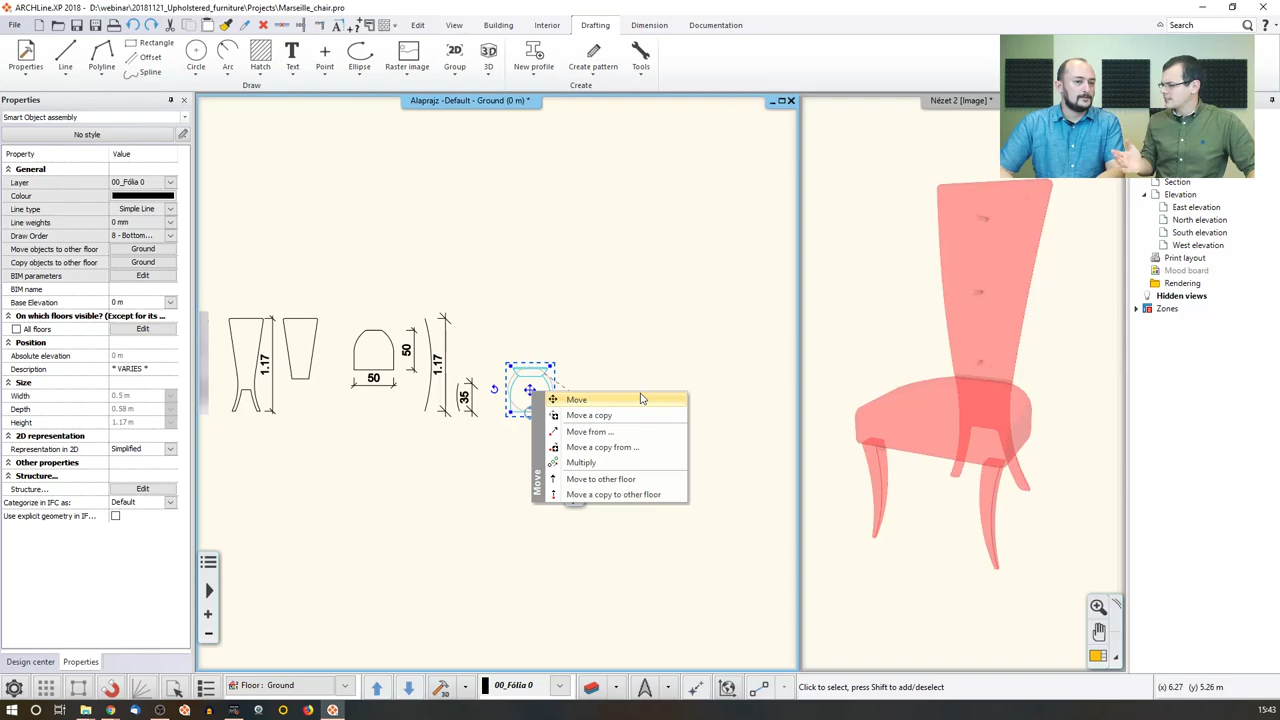 ARCHLine.XP 2018 - D:\webinar\20181121_Upholstered_furniture\Projects\Marseille_chair.pro
File
Edit
View
Building
Interior
Drafting
Dimension
Documentation
Search
Properties
Line
Polyline
Rectangle
Offset
Spline
Circle
Arc
Hatch
Text
Point
Ellipse
Raster image
2D
Group
3D
3D
New profile
Create pattern
Tools
Draw
Create
Properties
Smart Object assembly
No style
Property Value
General
Layer 00_Fólia 0
Colour
Line type Simple Line
Line weights 0 mm
Draw Order 8 - Bottom...
Move objects to other floor Ground
Copy objects to other floor Ground
BIM parameters Edit
BIM name
Base Elevation 0 m
On which floors visible? (Except for its ...
All floors Edit
Position
Absolute elevation 0 m
Description * VARIES *
Size
Width 0.5 m
Depth 0.58 m
Height 1.17 m
2D representation
Representation in 2D Simplified
Other properties
Structure...
Structure... Edit
Categorize in IFC as: Default
Use explicit geometry in IF...
Design center
Properties
Alaprajz -Default - Ground (0 m) *
1.17
50
50
1.17
35
Move
Move
Move a copy
Move from ...
Move a copy from ...
Multiply
Move to other floor
Move a copy to other floor
Nézet 2 [Image] *
Section
Elevation
East elevation
North elevation
South elevation
West elevation
Print layout
Mood board
Rendering
Hidden views
Zones
Floor : Ground
00_Fólia 0
Click to select, press Shift to add/deselect
(x) 6.27 (y) 5.26 m
15:43